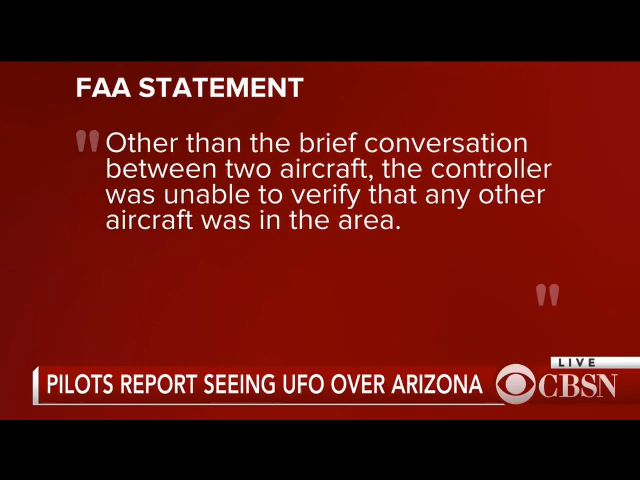 FAA STATEMENT
" Other than the brief conversation
between two aircraft, the controller
was unable to verify that any other
aircraft was in the area.
"
LIVE
PILOTS REPORT SEEING UFO OVER ARIZONA
CBSN